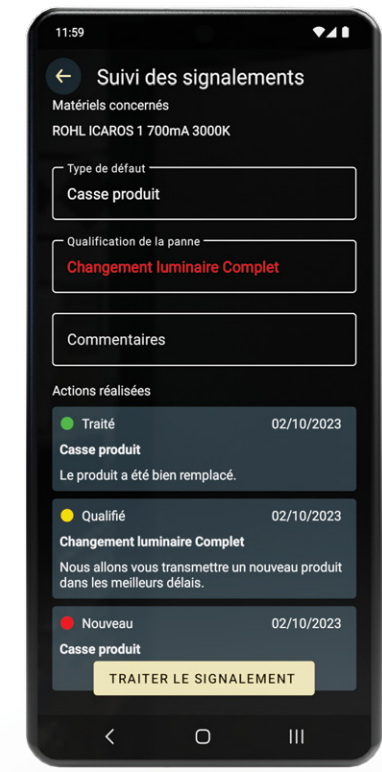 11:59
Suivi des signalements
Matériels concernés
ROHL ICAROS 1 700mA 3000K
Type de défaut
Casse produit
Qualification de la panne
Changement luminaire Complet
Commentaires
Actions réalisées
Traité 02/10/2023
Casse produit
Le produit a été bien remplacé.
Qualifié 02/10/2023
Changement luminaire Complet
Nous allons vous transmettre un nouveau produit
dans les meilleurs délais.
Nouveau 02/10/2023
Casse produit
TRAITER LE SIGNALEMENT